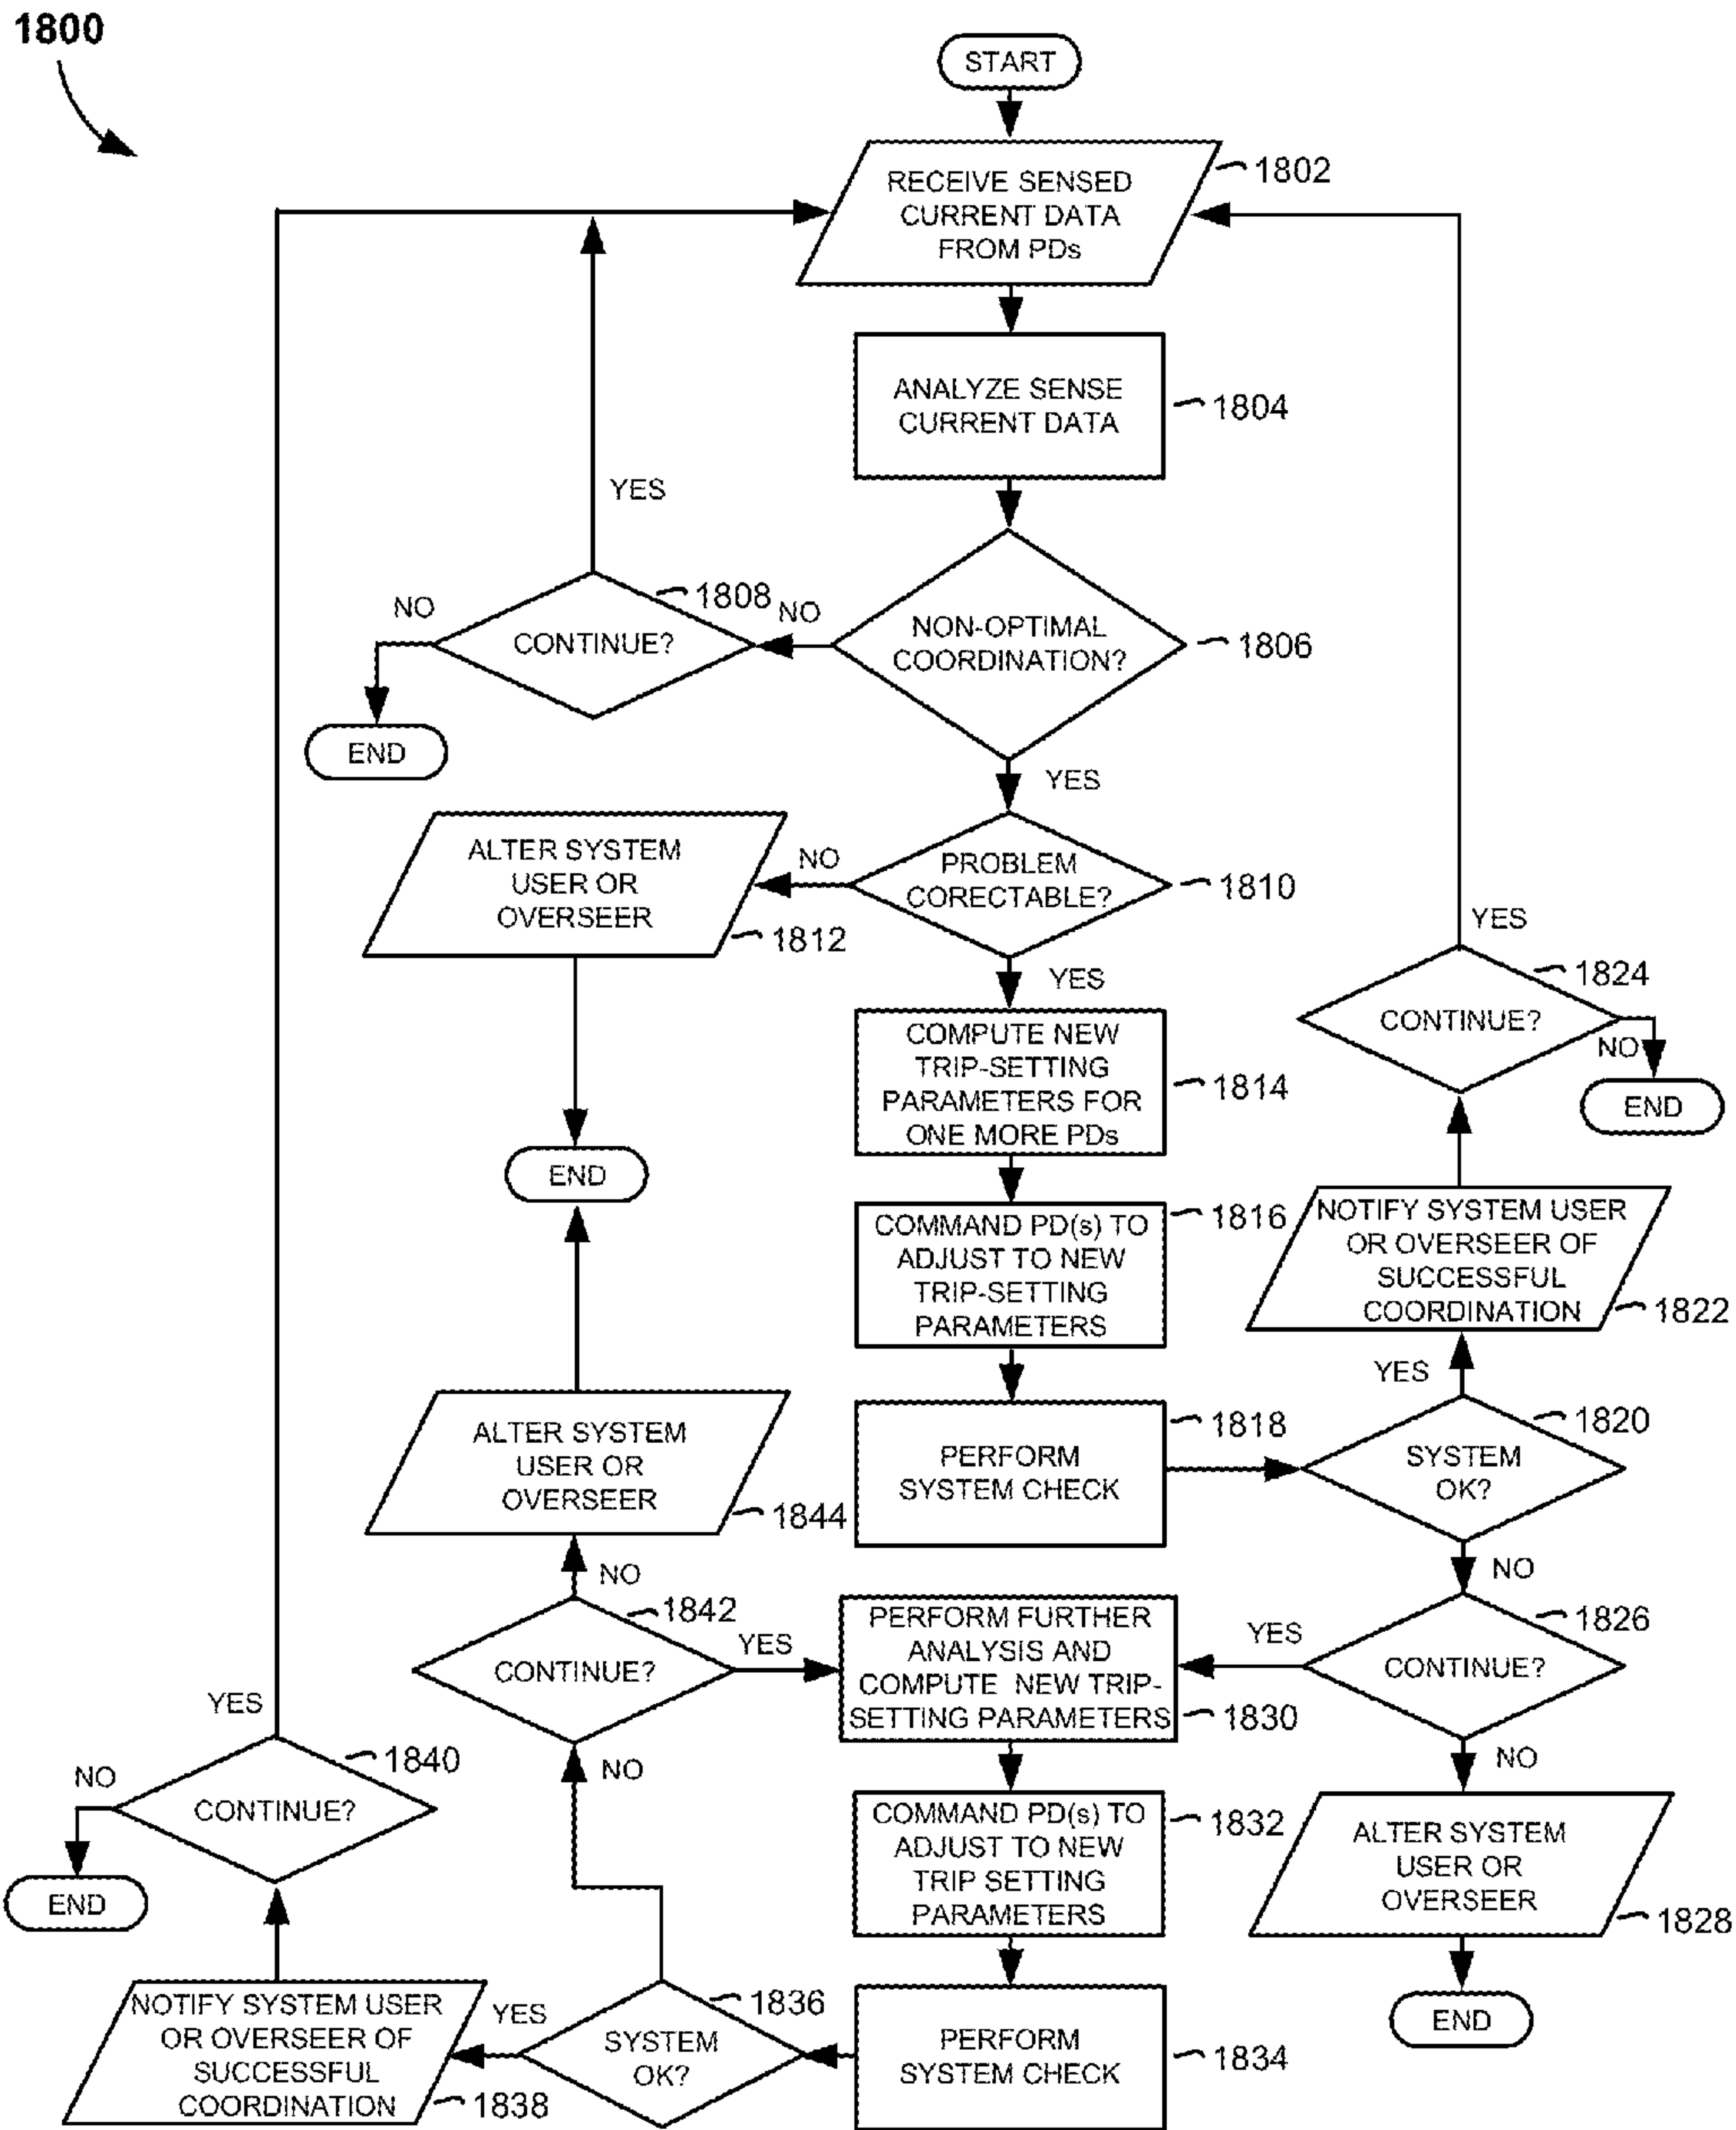 1800
START
RECEIVE SENSED
CURRENT DATA
FROM PDs
1802
ANALYZE SENSE
CURRENT DATA
1804
NON-OPTIMAL
COORDINATION?
1806
NO
CONTINUE?
1808
YES
NO
END
YES
PROBLEM
CORECTABLE?
1810
NO
ALTER SYSTEM
USER OR
OVERSEER
1812
END
YES
COMPUTE NEW
TRIP-SETTING
PARAMETERS FOR
ONE MORE PDs
1814
COMMAND PD(s) TO
ADJUST TO NEW
TRIP-SETTING
PARAMETERS
1816
PERFORM
SYSTEM CHECK
1818
SYSTEM
OK?
1820
YES
NOTIFY SYSTEM USER
OR OVERSEER OF
SUCCESSFUL
COORDINATION
1822
CONTINUE?
1824
YES
NO
END
NO
CONTINUE?
1826
NO
ALTER SYSTEM
USER OR
OVERSEER
1828
END
YES
PERFORM FURTHER
ANALYSIS AND
COMPUTE NEW TRIP-
SETTING PARAMETERS
1830
COMMAND PD(s) TO
ADJUST TO NEW
TRIP SETTING
PARAMETERS
1832
PERFORM
SYSTEM CHECK
1834
SYSTEM
OK?
1836
YES
NOTIFY SYSTEM USER
OR OVERSEER OF
SUCCESSFUL
COORDINATION
1838
CONTINUE?
1840
YES
NO
END
NO
CONTINUE?
1842
YES
NO
ALTER SYSTEM
USER OR
OVERSEER
1844